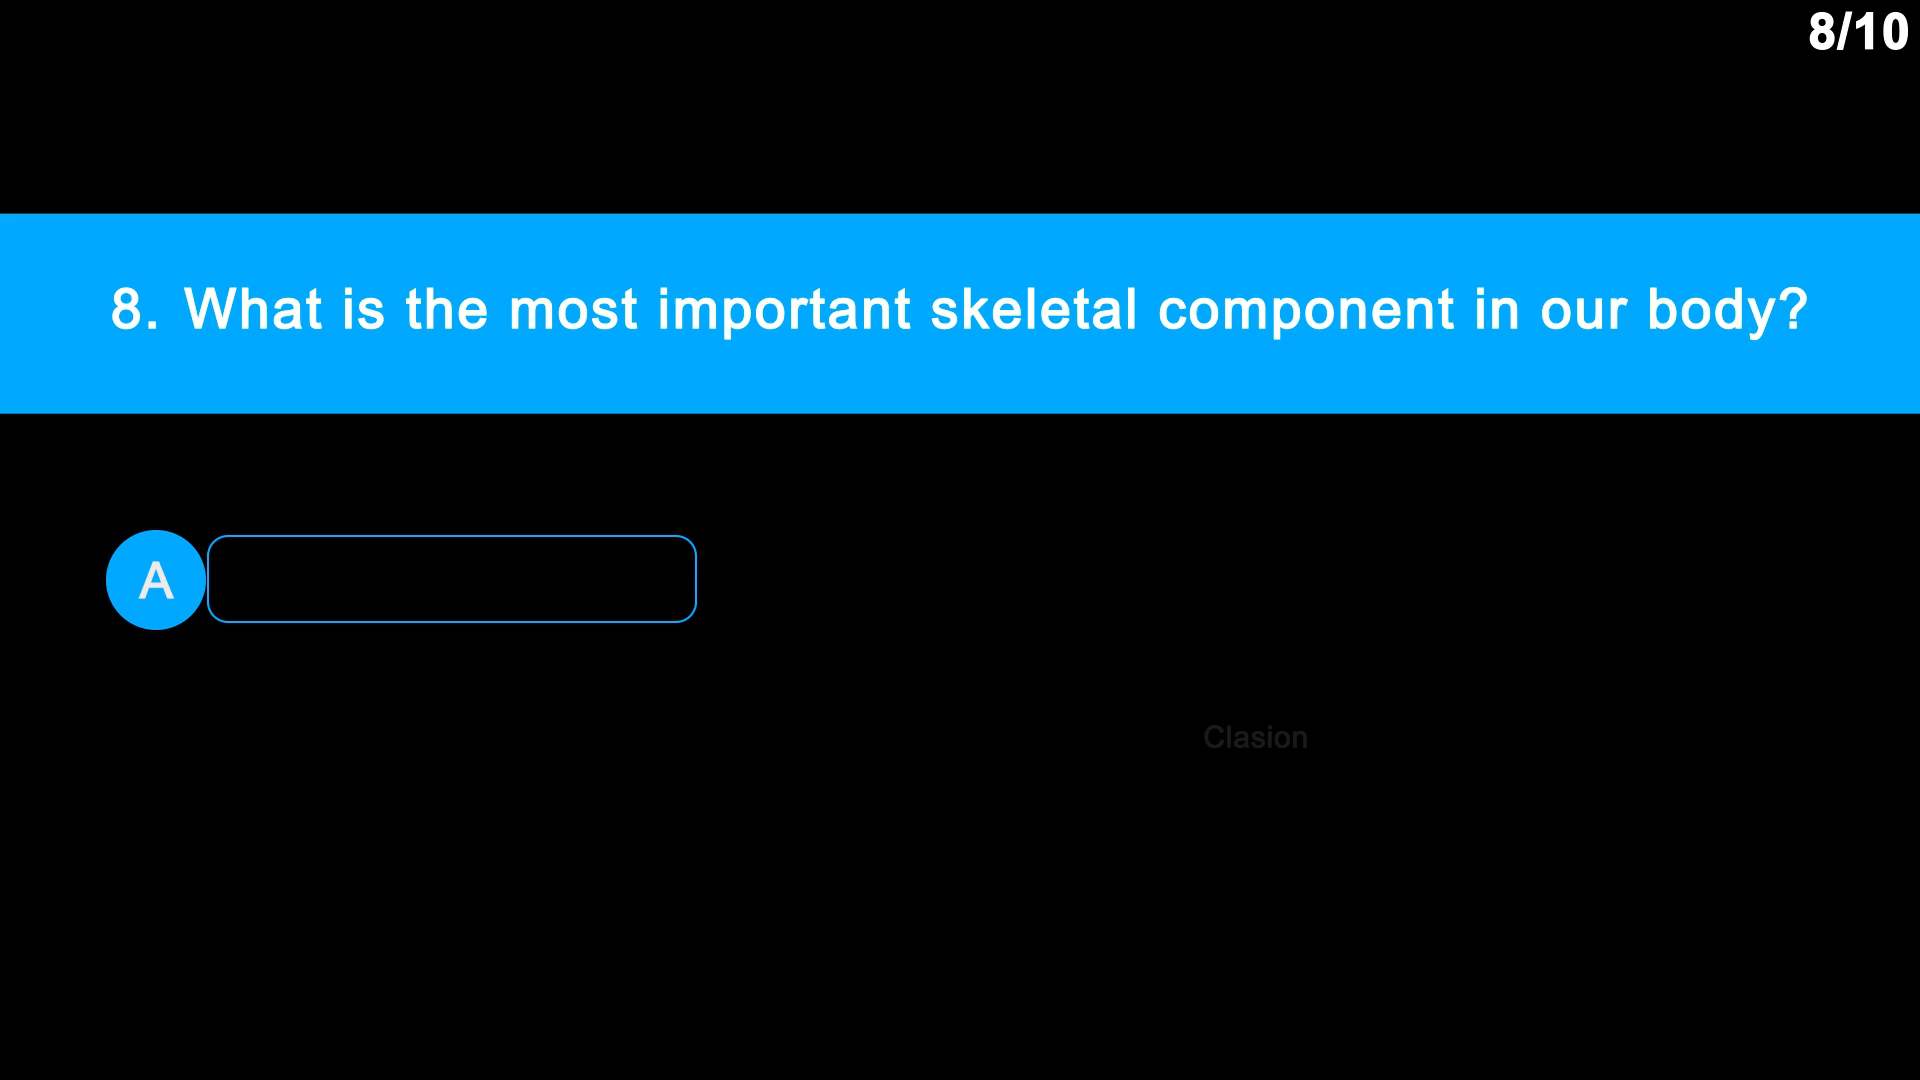 8/10
8. What is the most important skeletal component in our body?
A
Clasion